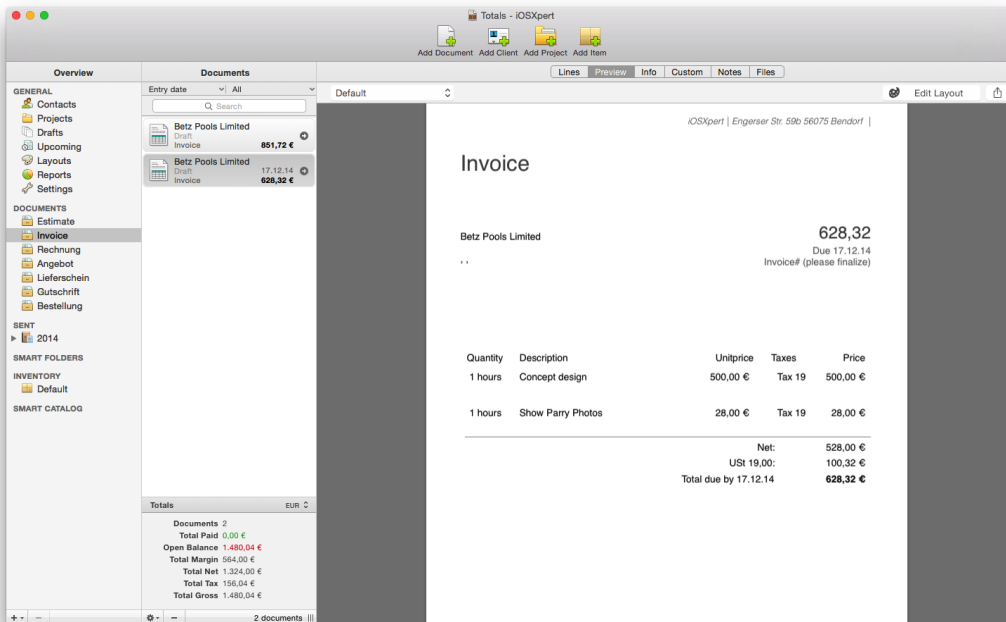 Totals - iOSXpert
Add Document Add Client Add Project Add Item
Overview
Documents
Lines Preview Info Custom Notes Files
GENERAL
Contacts
Projects
Drafts
Upcoming
Layouts
Reports
Settings
DOCUMENTS
Estimate
Invoice
Rechnung
Angebot
Lieferschein
Gutschrift
Bestellung
SENT
2014
SMART FOLDERS
INVENTORY
Default
SMART CATALOG
Entry date All
Search
Betz Pools Limited
Draft
Invoice 851,72 €
Betz Pools Limited
Draft 17.12.14
Invoice 628,32 €
Totals EUR
Documents 2
Total Paid 0,00 €
Open Balance 1.480,04 €
Total Margin 564,00 €
Total Net 1.324,00 €
Total Tax 156,04 €
Total Gross 1.480,04 €
2 documents
Default
Edit Layout
iOSXpert | Engerser Str. 59b 56075 Bendorf |
Invoice
Betz Pools Limited
, ,
628,32
Due 17.12.14
Invoice# (please finalize)
Quantity Description Unitprice Taxes Price
1 hours Concept design 500,00 € Tax 19 500,00 €
1 hours Show Parry Photos 28,00 € Tax 19 28,00 €
Net: 528,00 €
USt 19,00: 100,32 €
Total due by 17.12.14 628,32 €